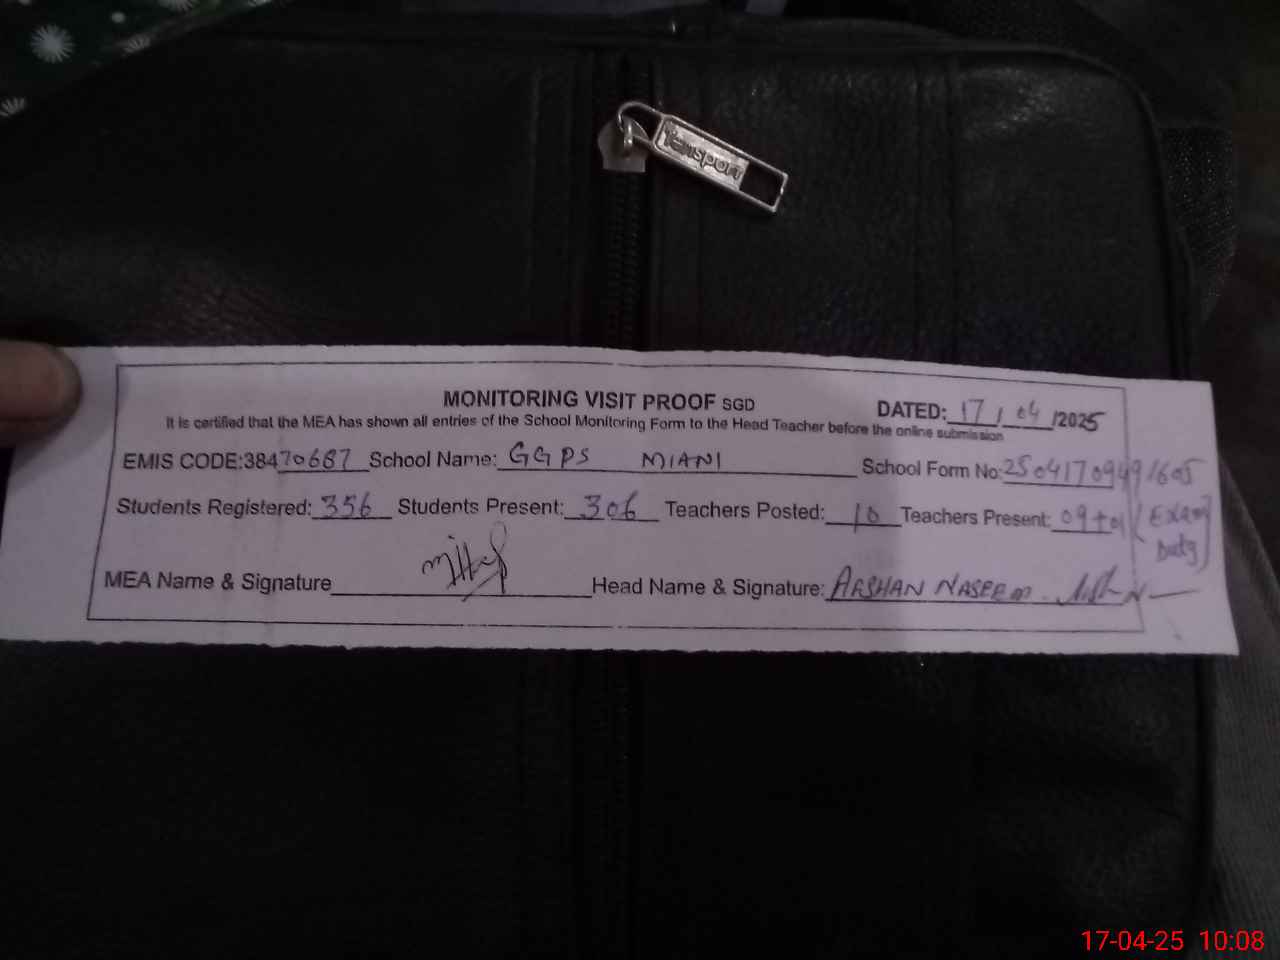 Fensport
MONITORING VISIT PROOF SGD
DATED: 17/04/2025
It is certified that the MEA has shown all entries of the School Monitoring Form to the Head Teacher before the online submission
EMIS CODE:38470687 School Name: GGPS MIANI School Form No: 25041709491605
Students Registered: 356 Students Present: 306 Teachers Posted: 10 Teachers Present: 09+01 (Exam
Duty)
MEA Name & Signature Head Name & Signature: ARSHAN NASEEM
17-04-25 10:08